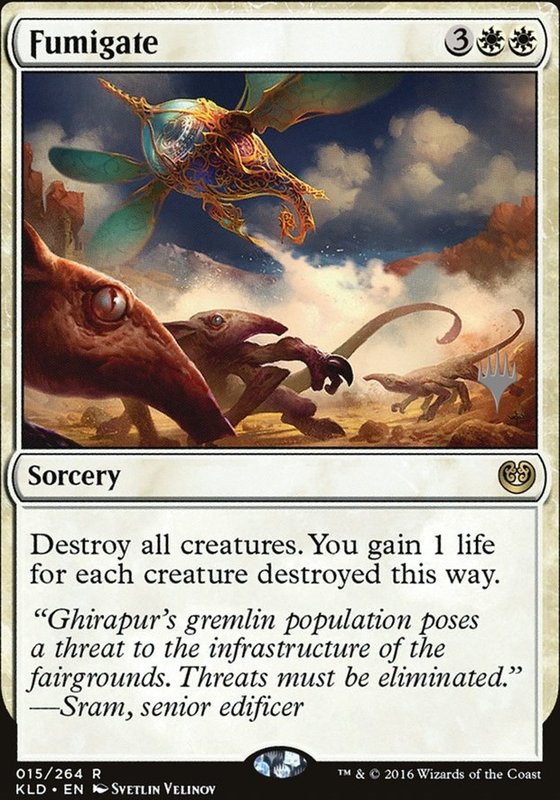 Fumigate 3
Sorcery
Destroy all creatures. You gain 1 life
for each creature destroyed this way.
“Ghirapur’s gremlin population poses
a threat to the infrastructure of the
fairgrounds. Threats must be eliminated.”
—Sram, senior edificer
015/264 R
KLD • EN Svetlin Velinov
™ & © 2016 Wizards of the Coast